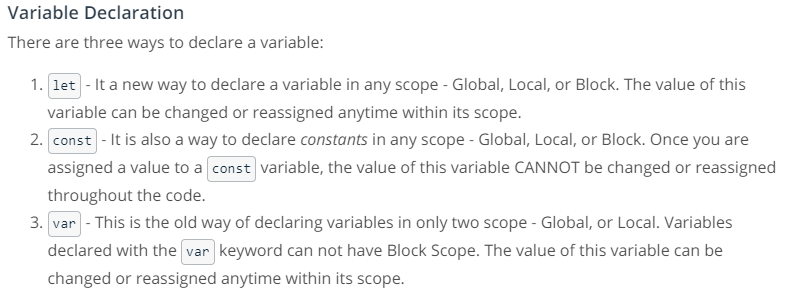 Variable Declaration
There are three ways to declare a variable:
1. let - It a new way to declare a variable in any scope - Global, Local, or Block. The value of this
variable can be changed or reassigned anytime within its scope.
2. const - It is also a way to declare constants in any scope - Global, Local, or Block. Once you are
assigned a value to a const variable, the value of this variable CANNOT be changed or reassigned
throughout the code.
3. var - This is the old way of declaring variables in only two scope - Global, or Local. Variables
declared with the var keyword can not have Block Scope. The value of this variable can be
changed or reassigned anytime within its scope.